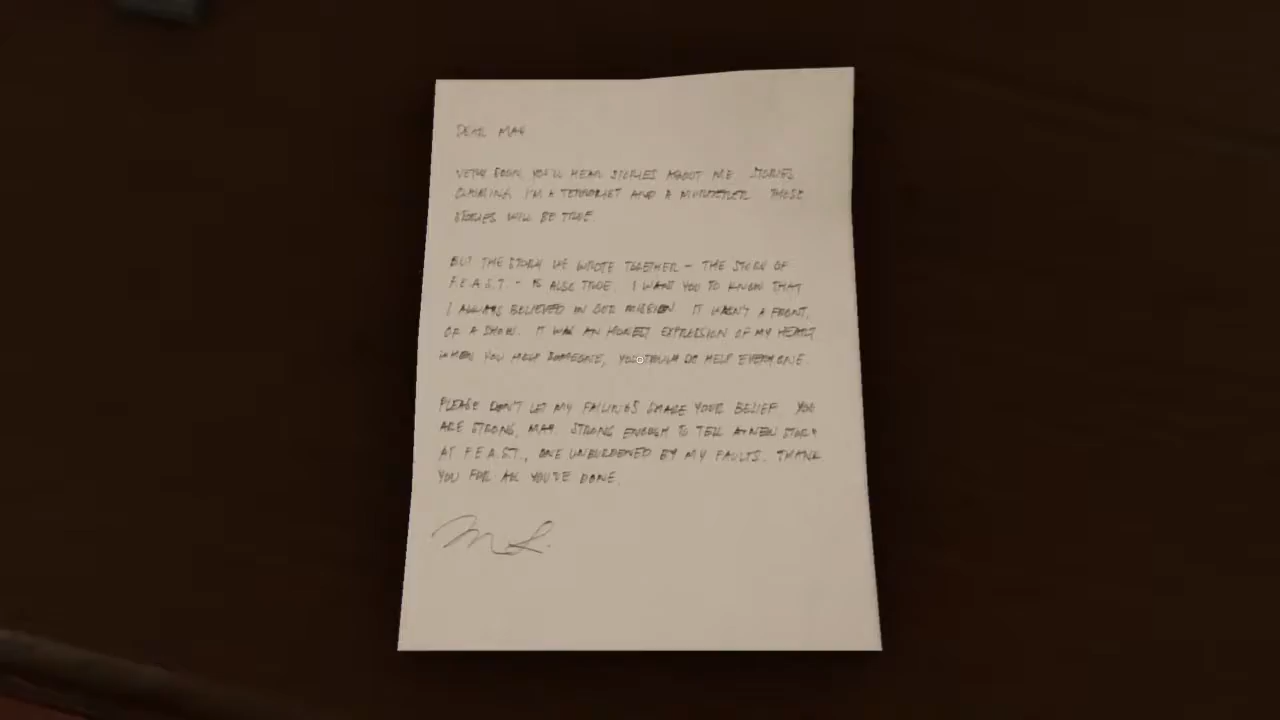 DEAR MAY
VERY SOON YOU'LL HEAR STORIES ABOUT ME STORIES
CLAIMING I'M A TERRORIST AND A MURDERER. THOSE
STORIES WILL BE TRUE.
BUT THE STORY WE WROTE TOGETHER - THE STORY OF
F.E.A.S.T. - IS ALSO TRUE. I WANT YOU TO KNOW THAT
I ALWAYS BELIEVED IN OUR MISSION. IT WASN'T A FRONT,
OR A SHOW. IT WAS AN HONEST EXPRESSION OF MY HEART
WHEN YOU HELP SOMEONE, YOU DO HELP EVERYONE.
PLEASE DON'T LET MY FAILINGS SHAKE YOUR BELIEF. YOU
ARE STRONG, MAY. STRONG ENOUGH TO TELL A NEW STORY
AT F.E.A.S.T., ONE UNBURDENED BY MY FAULTS. THANK
YOU FOR ALL YOU'VE DONE.
M L.